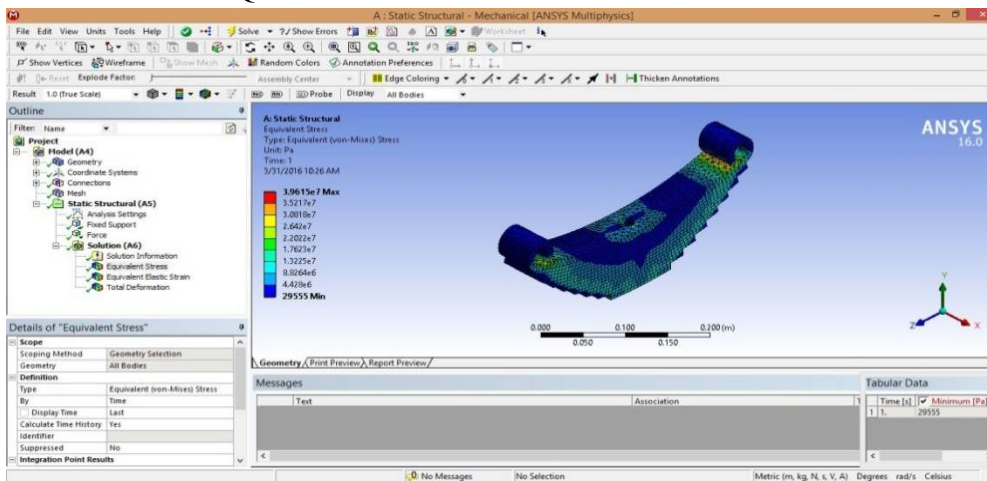 A : Static Structural - Mechanical [ANSYS Multiphysics]
File Edit View Units Tools Help Solve ?/ Show Errors Worksheet
Show Vertices Wireframe Show Mesh Random Colors Annotation Preferences
Reset Explode Factor: Assembly Center Edge Coloring Thicken Annotations
Result 1.0 (True Scale) Probe Display All Bodies
Outline
Filter: Name
Project
Model (A4)
Geometry
Coordinate Systems
Connections
Mesh
Static Structural (A5)
Analysis Settings
Fixed Support
Force
Solution (A6)
Solution Information
Equivalent Stress
Equivalent Elastic Strain
Total Deformation
A: Static Structural
Equivalent Stress
Type: Equivalent (von-Mises) Stress
Unit: Pa
Time: 1
3/31/2016 10:26 AM
3.9615e7 Max
3.5217e7
3.0818e7
2.642e7
2.2022e7
1.7623e7
1.3225e7
8.8264e6
4.428e6
29555 Min
ANSYS
16.0
0.000 0.100 0.200 (m)
0.050 0.150
Y
Z X
Geometry Print Preview Report Preview
Details of "Equivalent Stress"
Scope
Scoping Method Geometry Selection
Geometry All Bodies
Definition
Type Equivalent (von-Mises) Stress
By Time
Display Time Last
Calculate Time History Yes
Identifier
Suppressed No
Integration Point Results
Messages
Text Association
Tabular Data
Time [s] Minimum [Pa]
1 1. 29555
No Messages No Selection Metric (m, kg, N, s, V, A) Degrees rad/s Celsius